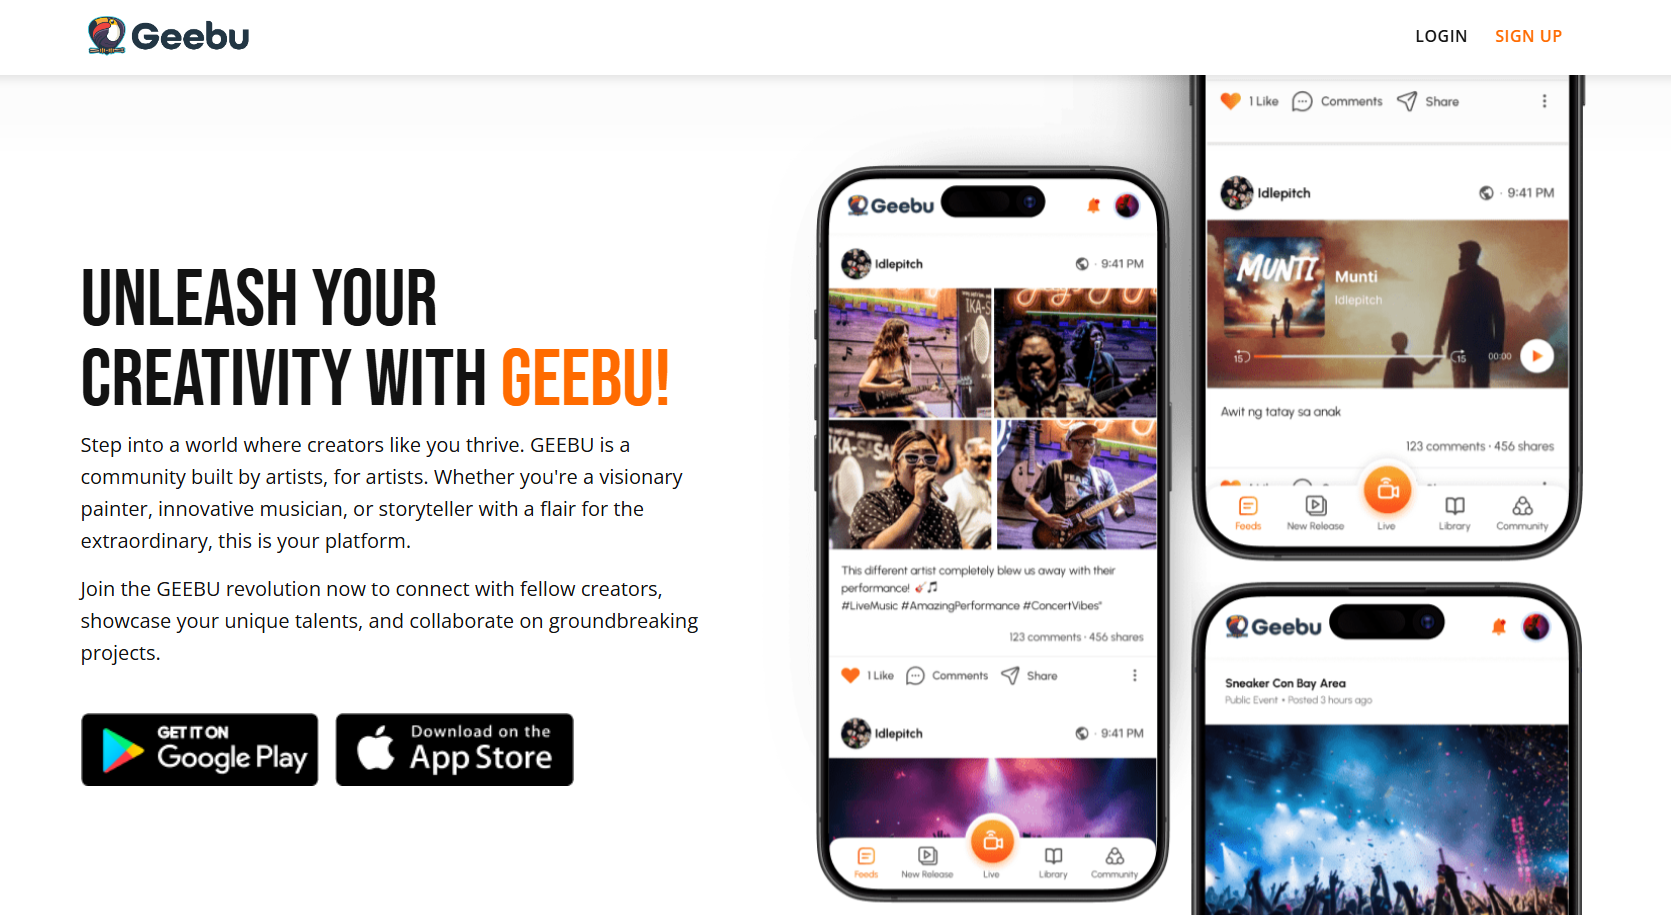 Geebu
LOGIN
SIGN UP
UNLEASH YOUR
CREATIVITY WITH GEEBU!
Step into a world where creators like you thrive. GEEBU is a
community built by artists, for artists. Whether you're a visionary
painter, innovative musician, or storyteller with a flair for the
extraordinary, this is your platform.
Join the GEEBU revolution now to connect with fellow creators,
showcase your unique talents, and collaborate on groundbreaking
projects.
GET IT ON
Google Play
Download on the
App Store
Geebu
Idlepitch
9:41 PM
This different artist completely blew us away with their
performance! 🎸🎵
#LiveMusic #AmazingPerformance #ConcertVibes"
123 comments · 456 shares
1 Like
Comments
Share
Idlepitch
9:41 PM
Feeds
New Release
Live
Library
Community
1 Like
Comments
Share
Idlepitch
9:41 PM
MUNTI
Munti
Idlepitch
15
15
00:00
Awit ng tatay sa anak
123 comments · 456 shares
Feeds
New Release
Live
Library
Community
Geebu
Sneaker Con Bay Area
Public Event • Posted 3 hours ago